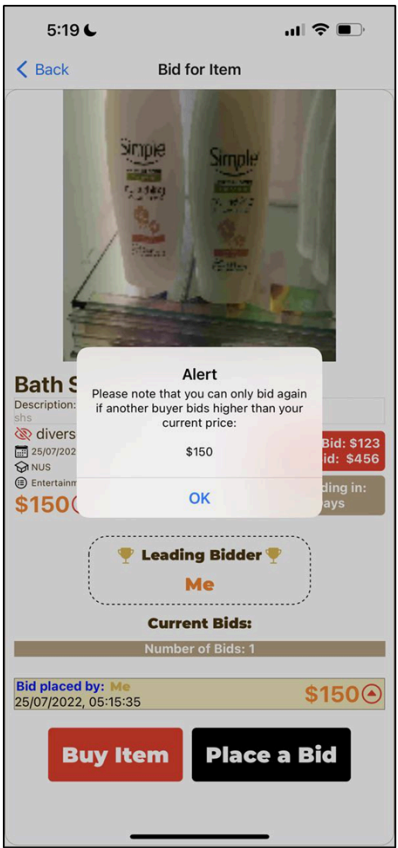 5:19
Back
Bid for Item
Simple
Simple
Alert
Please note that you can only bid again
if another buyer bids higher than your
current price:
$150
OK
Bath S
Description:
shs
divers
Bid: $123
25/07/202
id: $456
NUS
Entertainm
ding in:
$150
ays
Leading Bidder
Me
Current Bids:
Number of Bids: 1
Bid placed by: Me
$150
25/07/2022, 05:15:35
Buy Item
Place a Bid